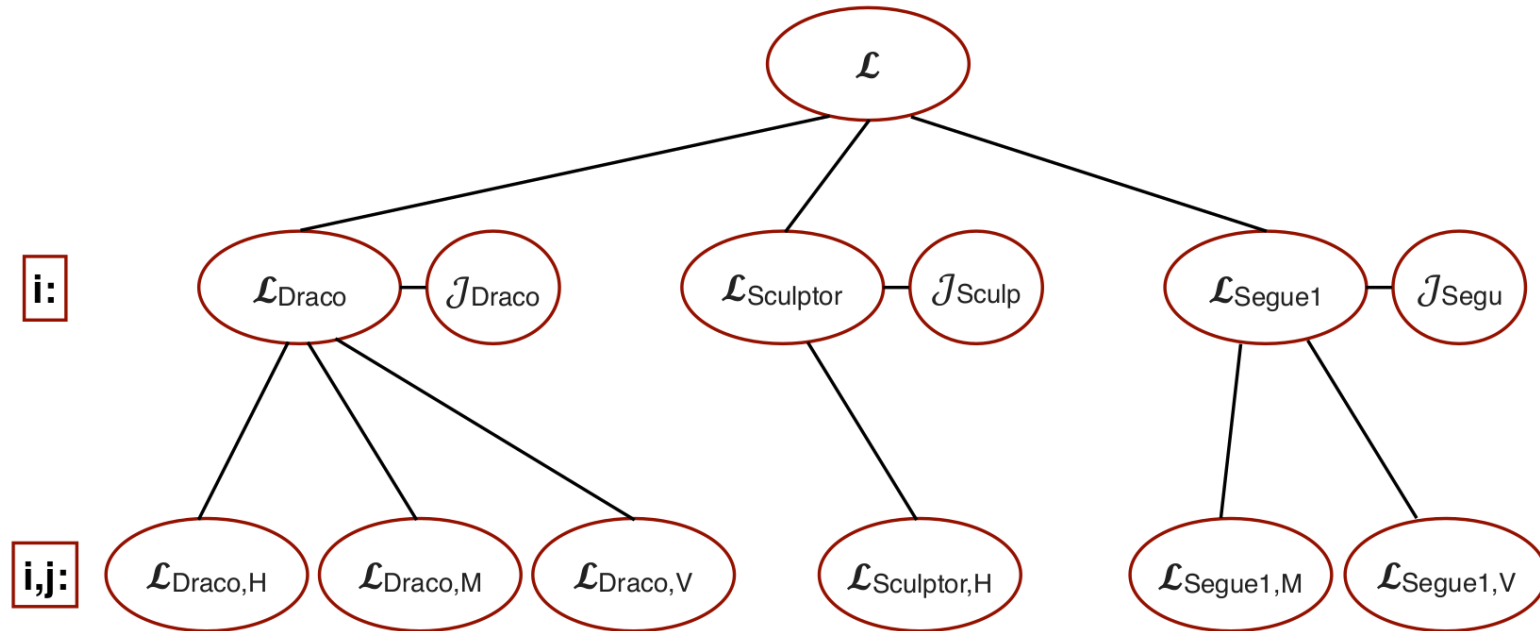 ℒ
i: ℒDraco 𝒥Draco ℒSculptor 𝒥Sculp ℒSegue1 𝒥Segu
i,j: ℒDraco,H ℒDraco,M ℒDraco,V ℒSculptor,H ℒSegue1,M ℒSegue1,V